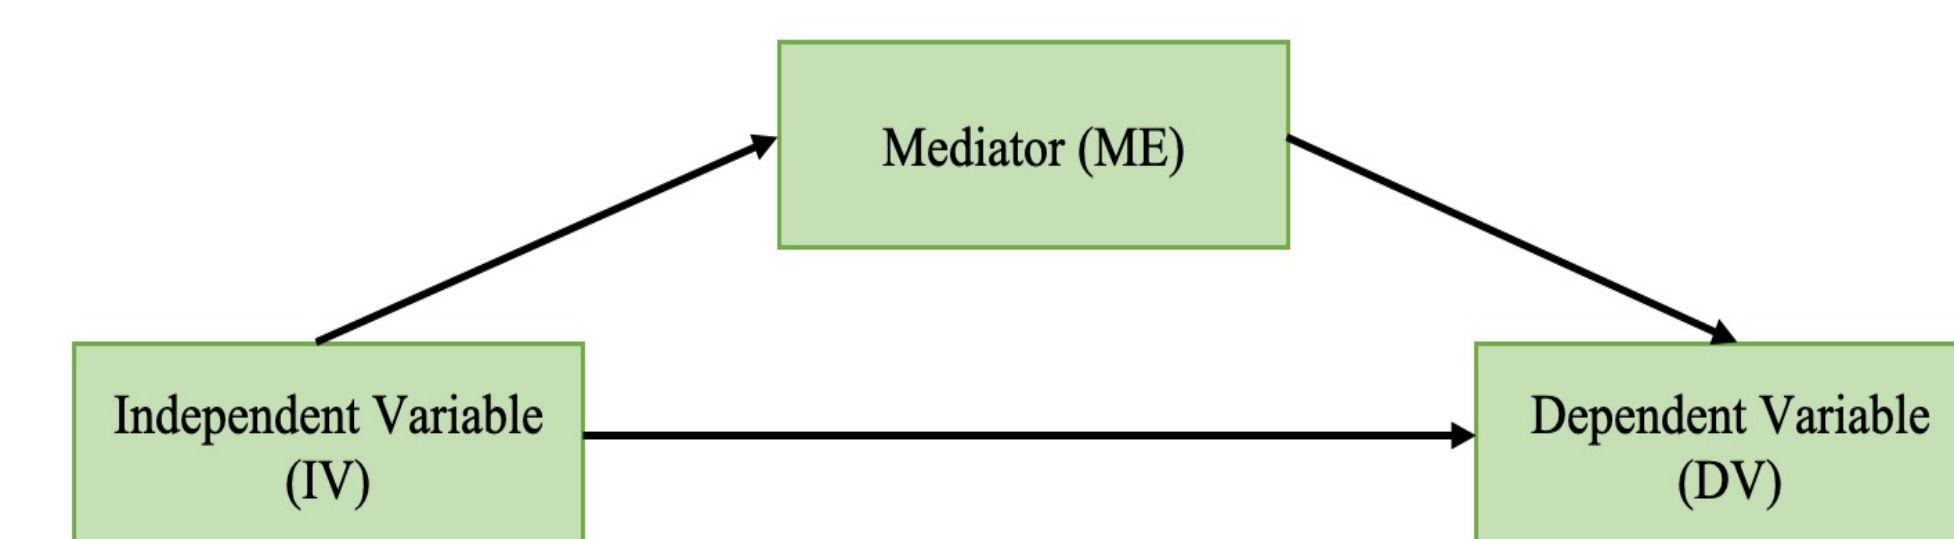 Mediator (ME)
Independent Variable
(IV)
Dependent Variable
(DV)